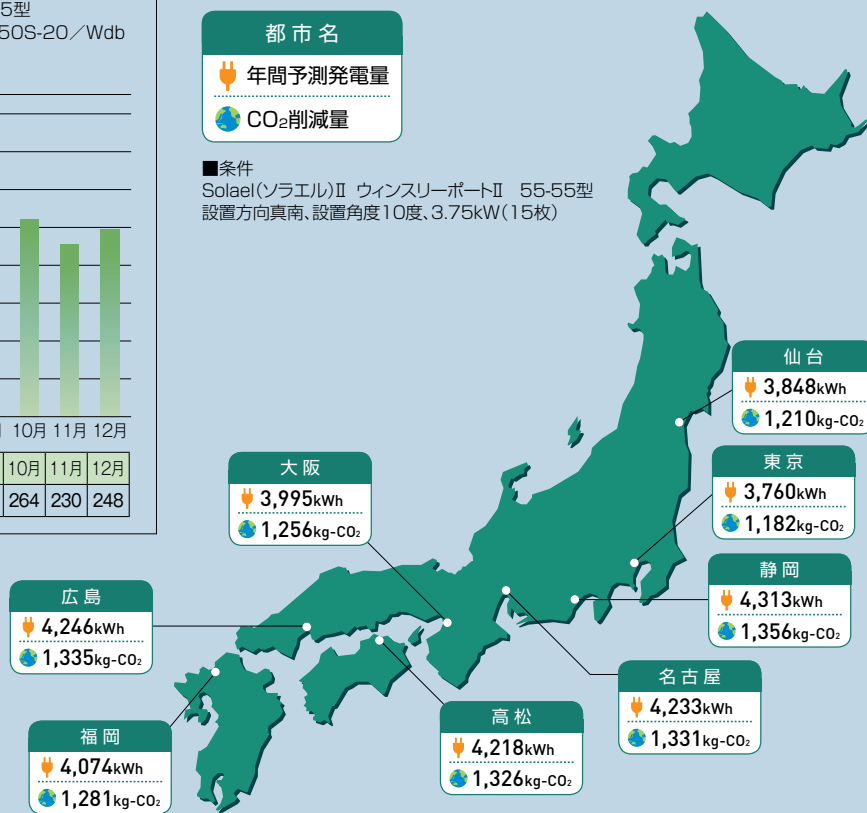 5型
50S-20／Wdb
10月 11月 12月
10月 11月 12月
264 230 248
都市名
年間予測発電量
CO₂削減量
■条件
Solael(ソラエル)Ⅱ ウィンスリーポートⅡ 55-55型
設置方向真南、設置角度10度、3.75kW(15枚)
仙台
3,848kWh
1,210kg-CO₂
東京
3,760kWh
1,182kg-CO₂
静岡
4,313kWh
1,356kg-CO₂
名古屋
4,233kWh
1,331kg-CO₂
大阪
3,995kWh
1,256kg-CO₂
高松
4,218kWh
1,326kg-CO₂
広島
4,246kWh
1,335kg-CO₂
福岡
4,074kWh
1,281kg-CO₂